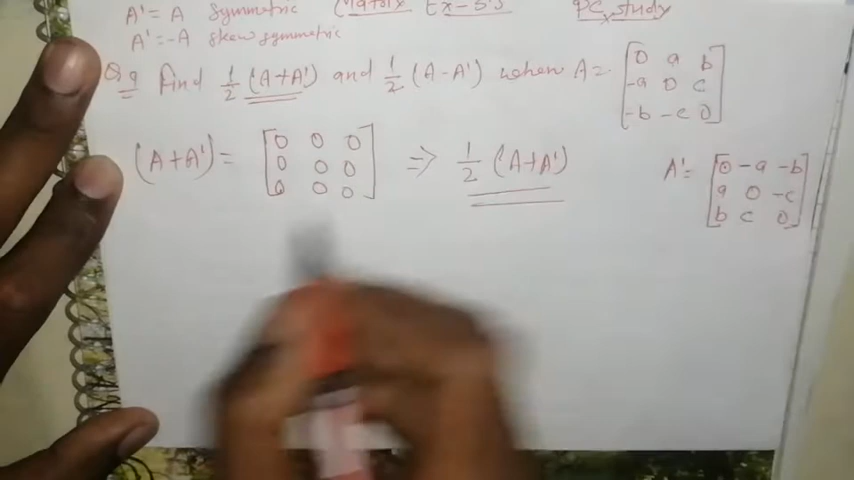 A' = A Symmetric Matrix Ex-3.3 PC study
A' = -A skew symmetric
Q 9 Find 1/2 (A+A') and 1/2 (A-A') when A = [0 a b
-a 0 c
-b -c 0]
(A+A') = [0 0 0
0 0 0
0 0 0] ⇒ 1/2 (A+A')
A' = [0 -a -b
a 0 -c
b c 0]